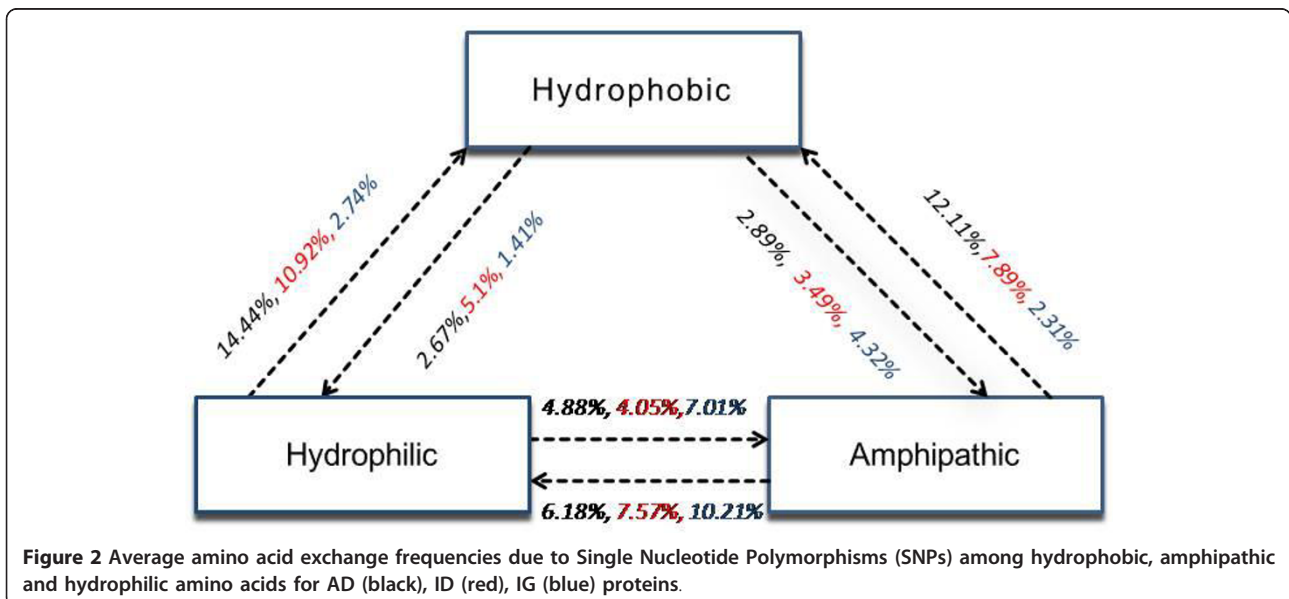 Hydrophobic
14.44%, 10.92%, 2.74%
2.67%,5.1%, 1.41%
2.89%, 3.49%, 4.32%
12.11%, 7.89%, 2.31%
4.88%, 4.05%,7.01%
Hydrophilic
Amphipathic
6.18%, 7.57%, 10.21%
Figure 2 Average amino acid exchange frequencies due to Single Nucleotide Polymorphisms (SNPs) among hydrophobic, amphipathic
and hydrophilic amino acids for AD (black), ID (red), IG (blue) proteins.